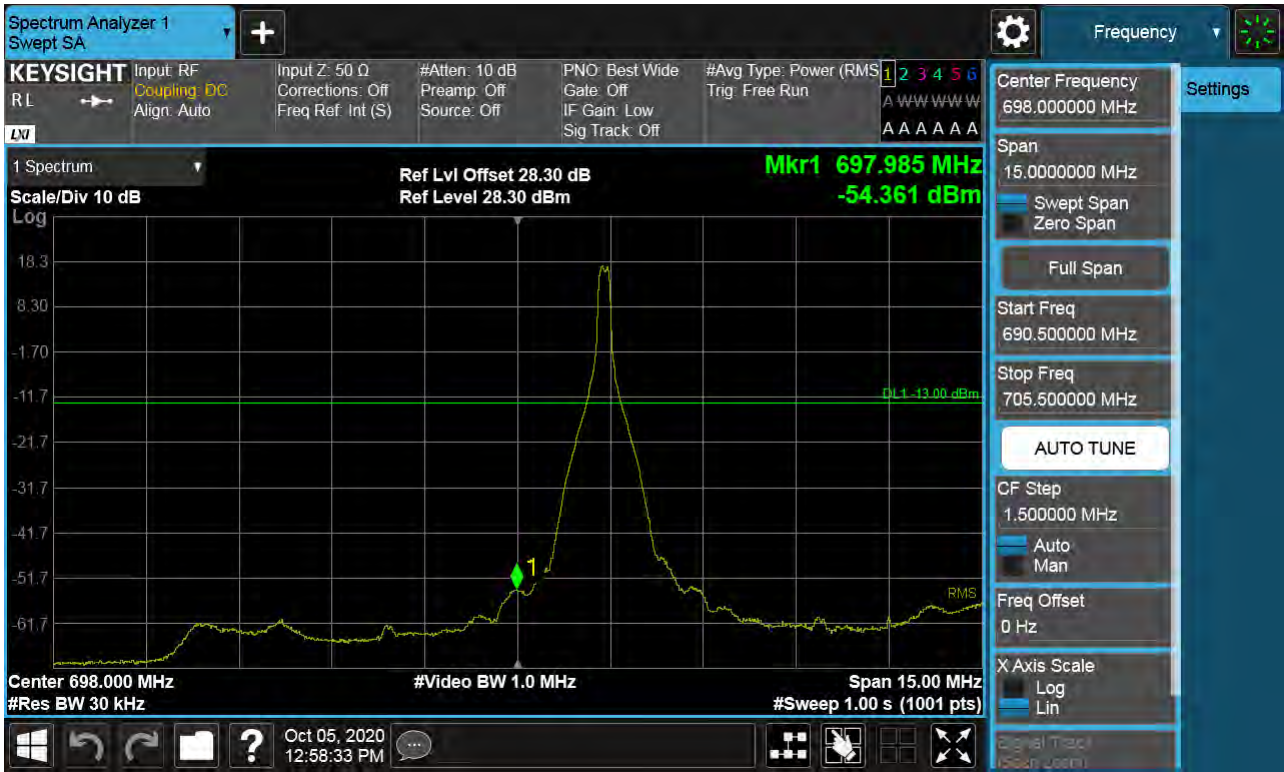 Spectrum Analyzer 1
Swept SA
Frequency
KEYSIGHT
R L
LXI
Input: RF
Coupling: DC
Align: Auto
Input Z: 50 Ω
Corrections: Off
Freq Ref: Int (S)
#Atten: 10 dB
Preamp: Off
Source: Off
PNO: Best Wide
Gate: Off
IF Gain: Low
Sig Track: Off
#Avg Type: Power (RMS
Trig: Free Run
1 2 3 4 5 6
A W W W W W
A A A A A A
1 Spectrum
Scale/Div 10 dB
Log
Ref Lvl Offset 28.30 dB
Ref Level 28.30 dBm
Mkr1 697.985 MHz
-54.361 dBm
18.3
8.30
-1.70
-11.7
-21.7
-31.7
-41.7
-51.7
-61.7
DL1 -13.00 dBm
1
RMS
Center 698.000 MHz
#Res BW 30 kHz
#Video BW 1.0 MHz
Span 15.00 MHz
#Sweep 1.00 s (1001 pts)
Center Frequency
698.000000 MHz
Settings
Span
15.0000000 MHz
Swept Span
Zero Span
Full Span
Start Freq
690.500000 MHz
Stop Freq
705.500000 MHz
AUTO TUNE
CF Step
1.500000 MHz
Auto
Man
Freq Offset
0 Hz
X Axis Scale
Log
Lin
Signal Track
(Span Zoom)
?
Oct 05, 2020
12:58:33 PM